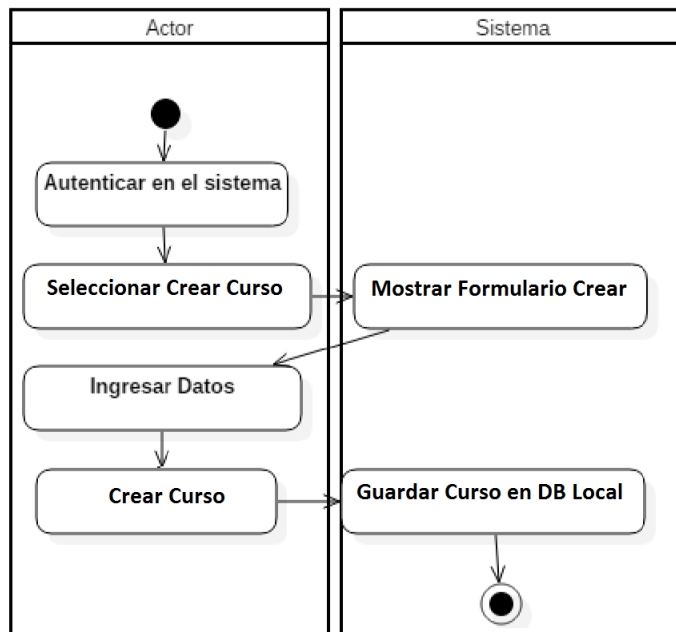 Actor
Sistema
Autenticar en el sistema
Seleccionar Crear Curso
Mostrar Formulario Crear
Ingresar Datos
Crear Curso
Guardar Curso en DB Local